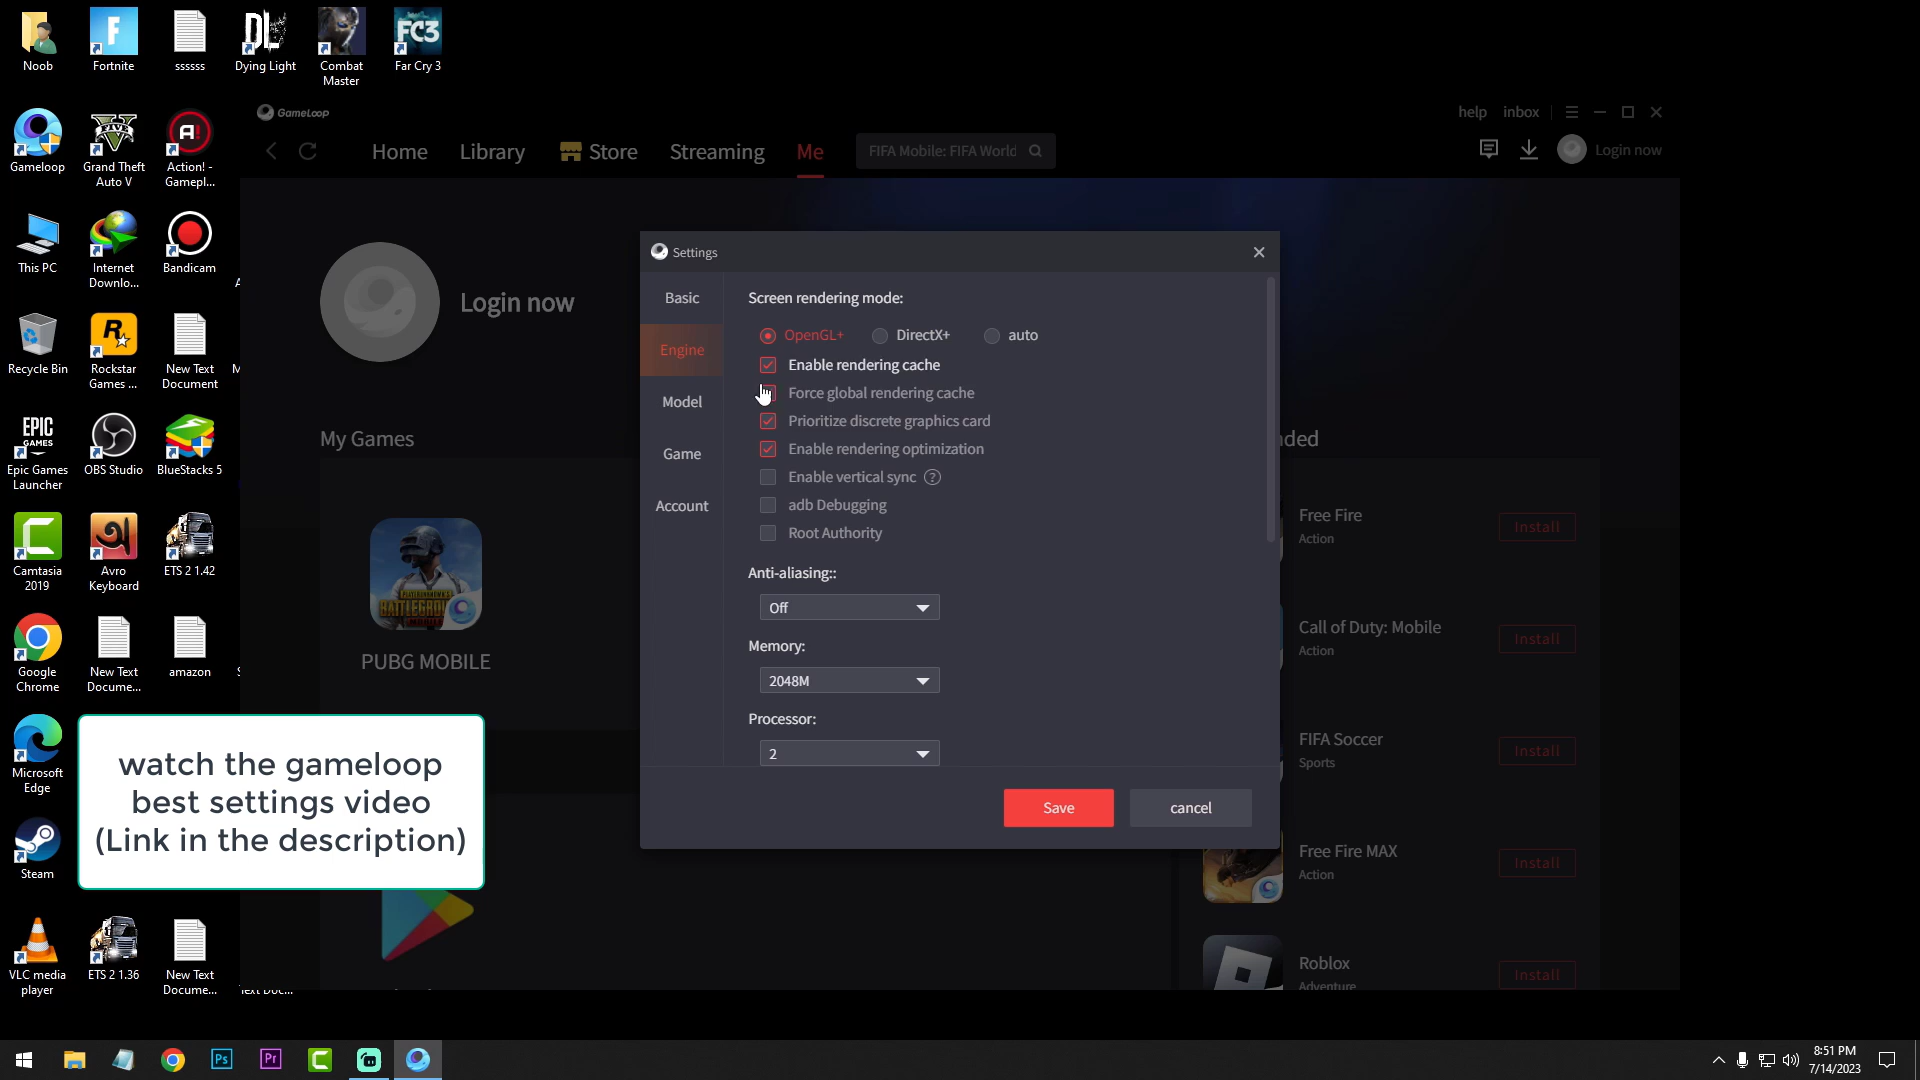 Noob
Fortnite
ssssss
DL
Dying Light
Combat
Master
FC3
Far Cry 3
Gameloop
Grand Theft
Auto V
Action! -
Gamepl...
This PC
Internet
Downlo...
Bandicam
Recycle Bin
Rockstar
Games ...
New Text
Document
EPIC
GAMES
Epic Games
Launcher
OBS Studio
BlueStacks 5
Camtasia
2019
Avro
Keyboard
ETS 2 1.42
Google
Chrome
New Text
Docume...
amazon
Microsoft
Edge
Steam
VLC media
player
ETS 2 1.36
New Text
Docume...
GameLoop
help
inbox
Home
Library
Store
Streaming
Me
FIFA Mobile: FIFA World
Login now
Login now
My Games
PUBG MOBILE
Settings
Basic
Engine
Model
Game
Account
Screen rendering mode:
OpenGL+
DirectX+
auto
Enable rendering cache
Force global rendering cache
Prioritize discrete graphics card
Enable rendering optimization
Enable vertical sync ?
adb Debugging
Root Authority
Anti-aliasing::
Off
Memory:
2048M
Processor:
2
Save
cancel
nded
Free Fire
Action
Install
Call of Duty: Mobile
Action
Install
FIFA Soccer
Sports
Install
Free Fire MAX
Action
Install
Roblox
Adventure
Install
watch the gameloop
best settings video
(Link in the description)
Ps
Pr
8:51 PM
7/14/2023